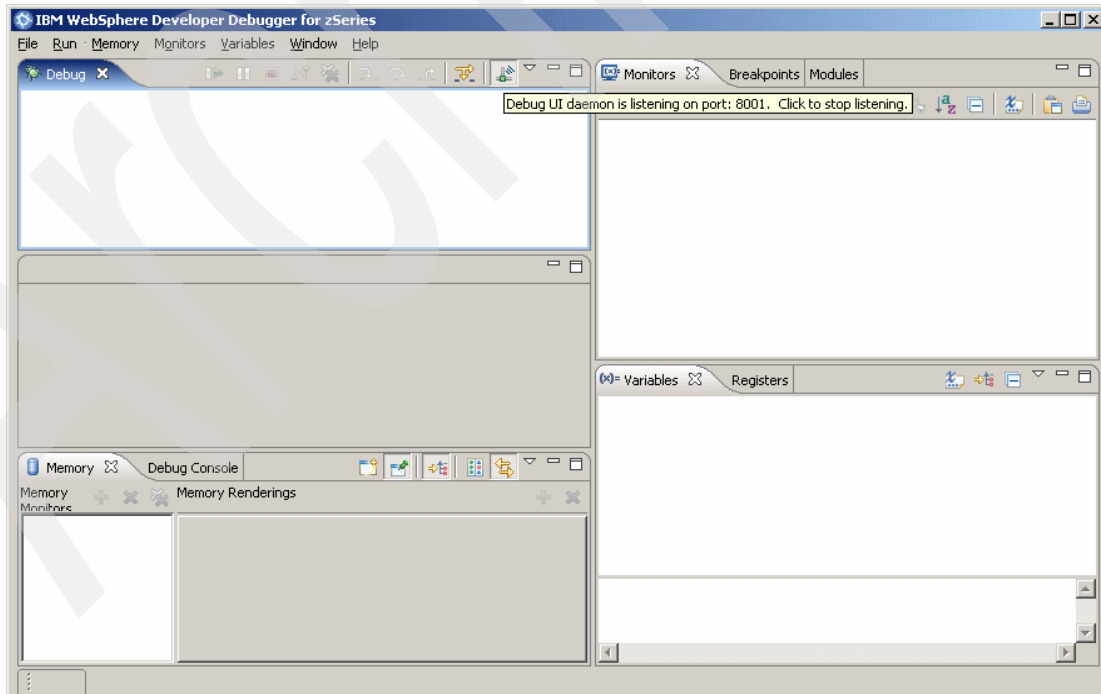 IBM WebSphere Developer Debugger for zSeries
File Run Memory Monitors Variables Window Help
Debug
Debug UI daemon is listening on port: 8001. Click to stop listening.
Monitors Breakpoints Modules
(x)= Variables Registers
Memory Debug Console
Memory Monitors
Memory Renderings